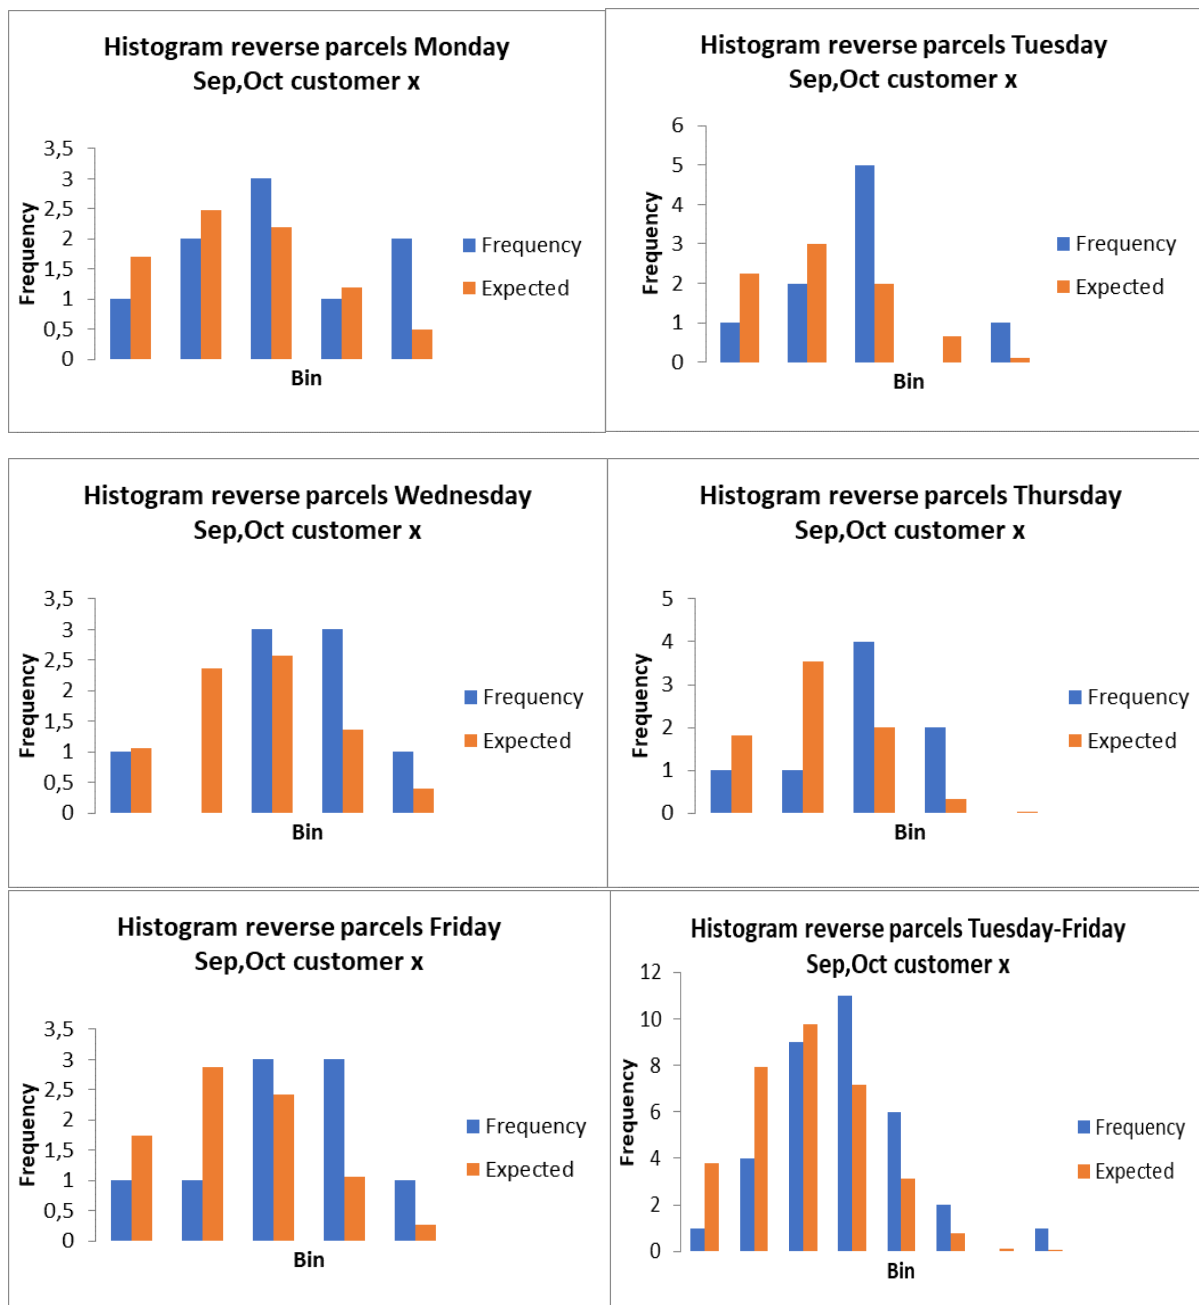 Histogram reverse parcels Monday
Sep,Oct customer x
3,5
3
2,5
2
1,5
1
0,5
0
Frequency
Bin
Frequency
Expected
Histogram reverse parcels Tuesday
Sep,Oct customer x
6
5
4
3
2
1
0
Frequency
Bin
Frequency
Expected
Histogram reverse parcels Wednesday
Sep,Oct customer x
3,5
3
2,5
2
1,5
1
0,5
0
Frequency
Bin
Frequency
Expected
Histogram reverse parcels Thursday
Sep,Oct customer x
5
4
3
2
1
0
Frequency
Bin
Frequency
Expected
Histogram reverse parcels Friday
Sep,Oct customer x
3,5
3
2,5
2
1,5
1
0,5
0
Frequency
Bin
Frequency
Expected
Histogram reverse parcels Tuesday-Friday
Sep,Oct customer x
12
10
8
6
4
2
0
Frequency
Bin
Frequency
Expected